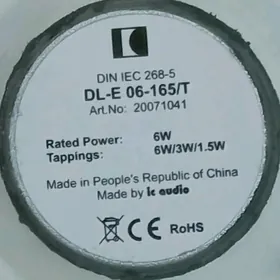 DIN IEC 268-5
DL-E 06-165/T
Art.No: 20071041
Rated Power: 6W
Tappings: 6W/3W/1.5W
Made in People's Republic of China
Made by ic audio
CE RoHS